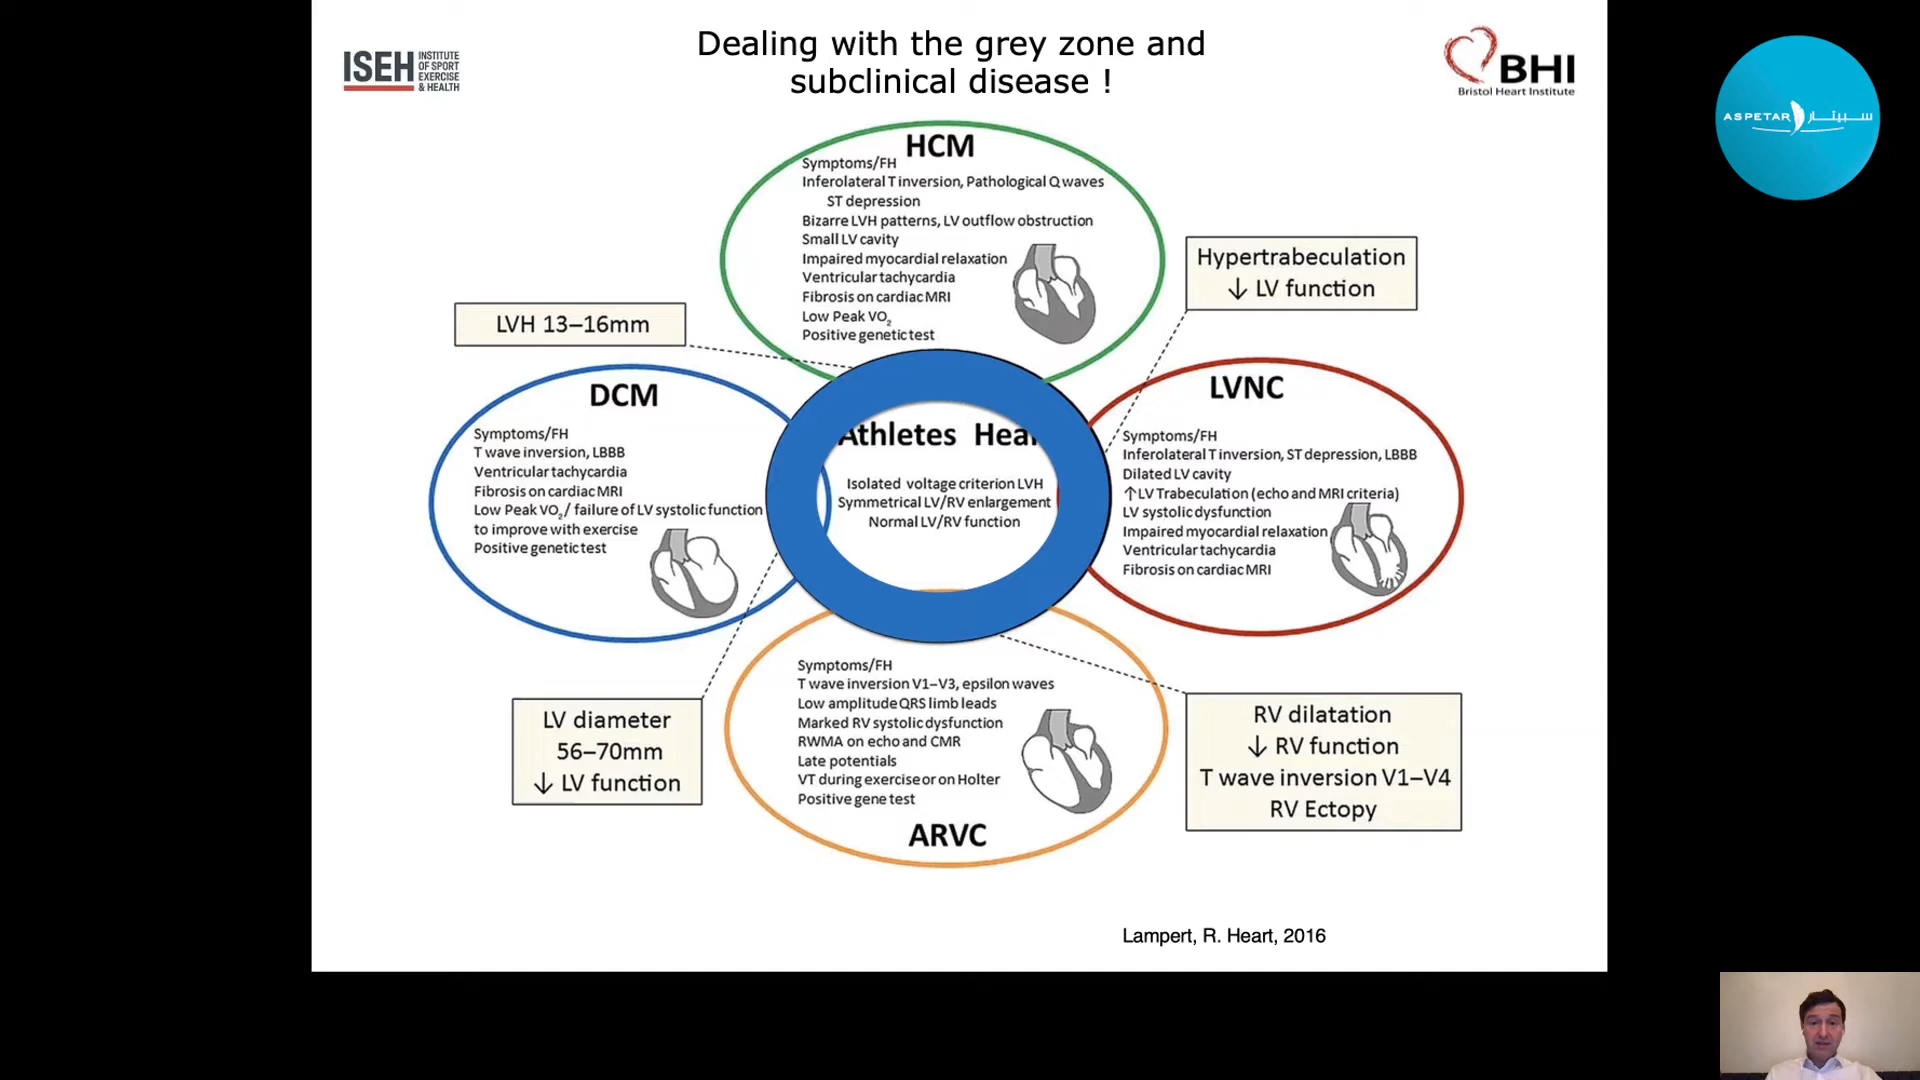 Dealing with the grey zone and
subclinical disease !
ISEH
INSTITUTE
OF SPORT
EXERCISE
& HEALTH
BHI
Bristol Heart Institute
ASPETAR سبيتار
HCM
Symptoms/FH
Inferolateral T inversion, Pathological Q waves
ST depression
Bizarre LVH patterns, LV outflow obstruction
Small LV cavity
Impaired myocardial relaxation
Ventricular tachycardia
Fibrosis on cardiac MRI
Low Peak VO2
Positive genetic test
Hypertrabeculation
↓ LV function
LVH 13–16mm
DCM
Symptoms/FH
T wave inversion, LBBB
Ventricular tachycardia
Fibrosis on cardiac MRI
Low Peak VO2/ failure of LV systolic function
to improve with exercise
Positive genetic test
Athletes Hear
Isolated voltage criterion LVH
Symmetrical LV/RV enlargement
Normal LV/RV function
LVNC
Symptoms/FH
Inferolateral T inversion, ST depression, LBBB
Dilated LV cavity
↑LV Trabeculation (echo and MRI criteria)
LV systolic dysfunction
Impaired myocardial relaxation
Ventricular tachycardia
Fibrosis on cardiac MRI
LV diameter
56–70mm
↓ LV function
Symptoms/FH
T wave inversion V1–V3, epsilon waves
Low amplitude QRS limb leads
Marked RV systolic dysfunction
RWMA on echo and CMR
Late potentials
VT during exercise or on Holter
Positive gene test
ARVC
RV dilatation
↓ RV function
T wave inversion V1–V4
RV Ectopy
Lampert, R. Heart, 2016